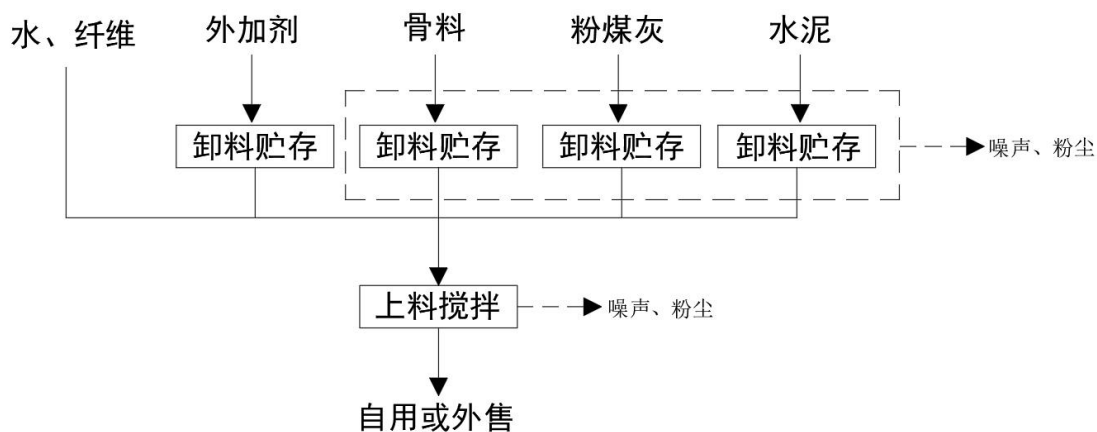 水、纤维
外加剂
骨料
粉煤灰
水泥
卸料贮存
卸料贮存
卸料贮存
卸料贮存
噪声、粉尘
上料搅拌
噪声、粉尘
自用或外售